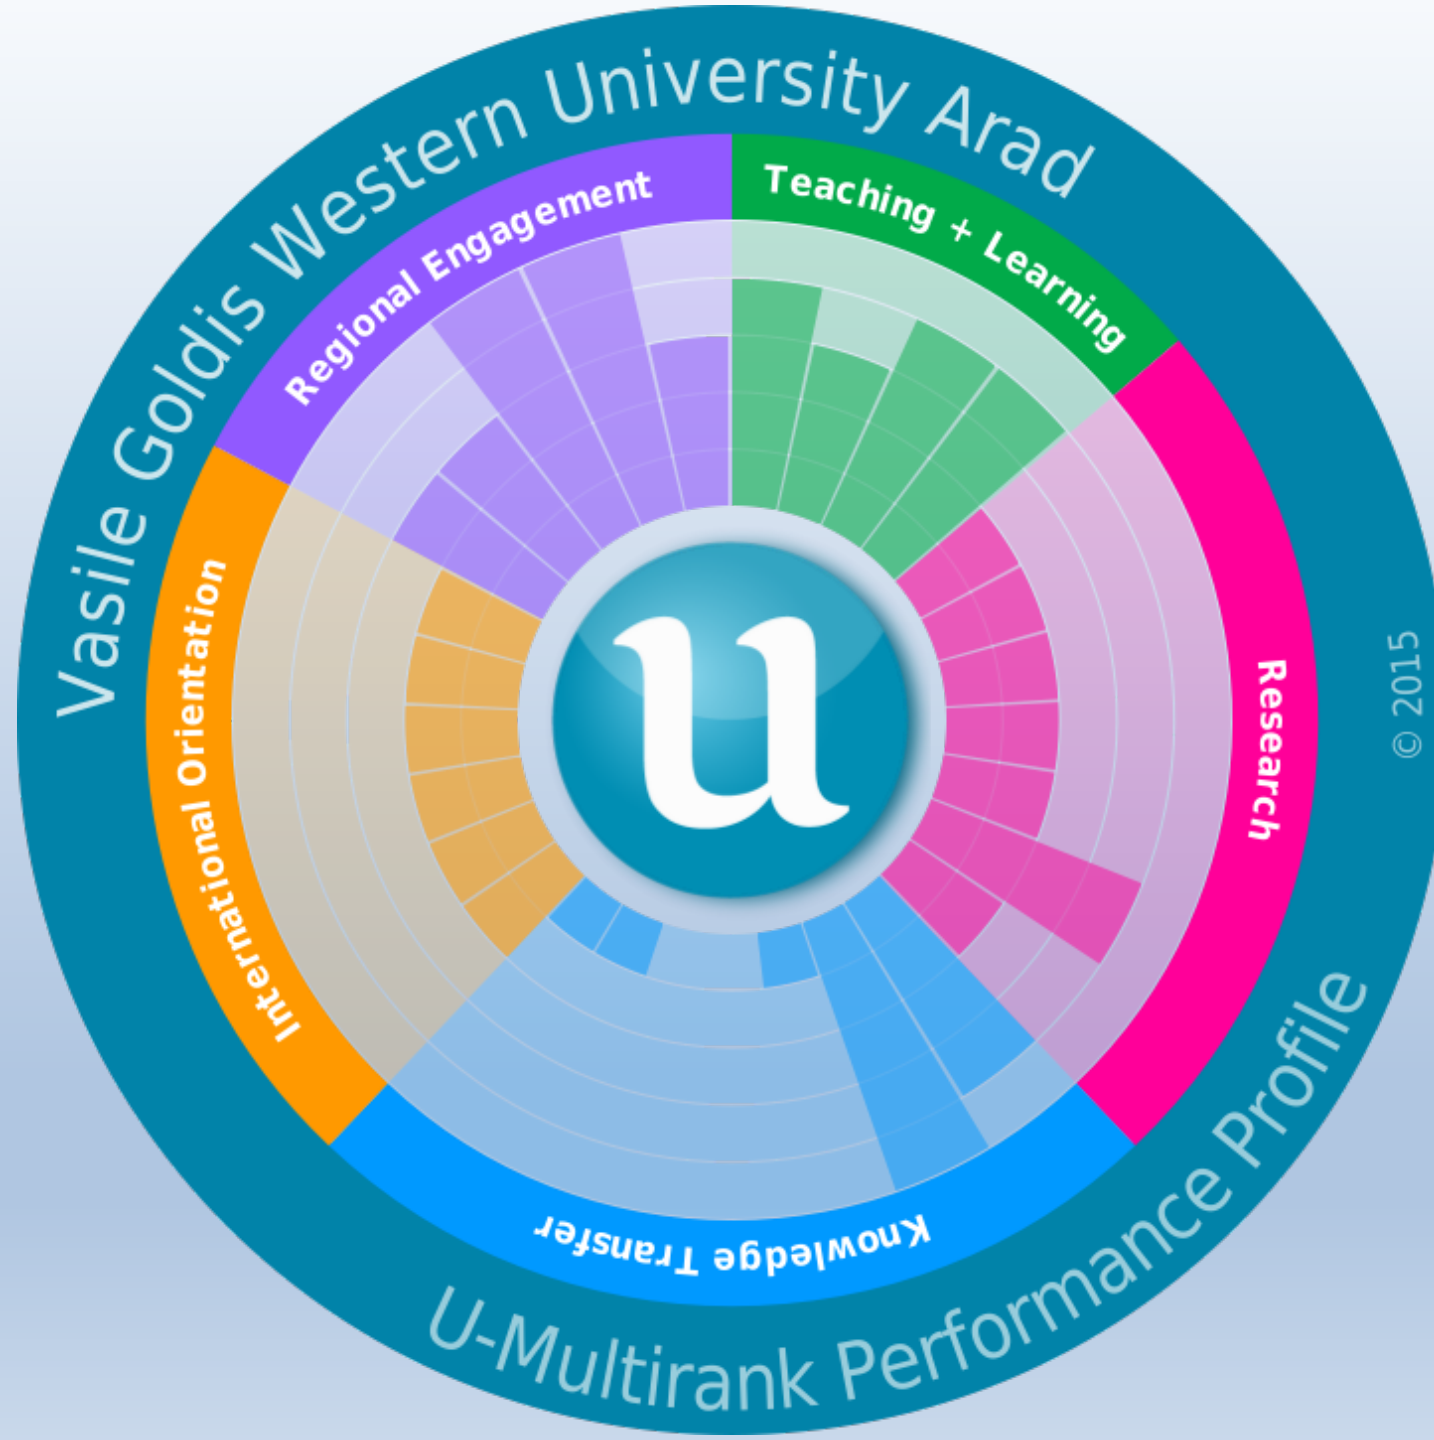 Vasile Goldis Western University Arad
Teaching + Learning
Research
Knowledge Transfer
International Orientation
Regional Engagement
u
U-Multirank Performance Profile
© 2015